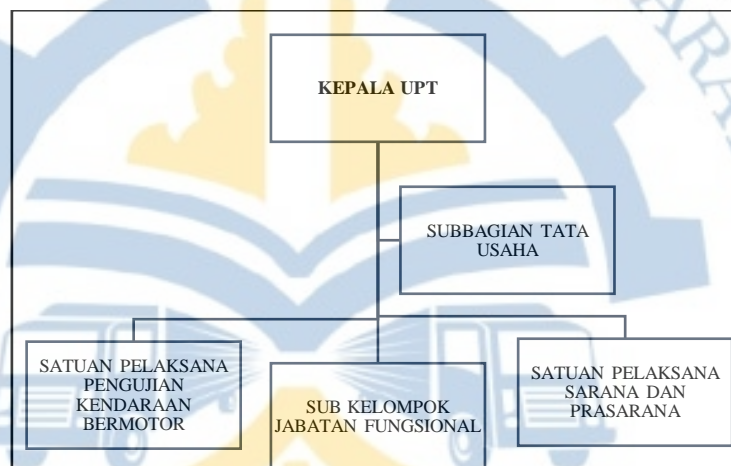 KEPALA UPT
SUBBAGIAN TATA
USAHA
SATUAN PELAKSANA
PENGUJIAN
KENDARAAN
BERMOTOR
SUB KELOMPOK
JABATAN FUNGSIONAL
SATUAN PELAKSANA
SARANA DAN
PRASARANA